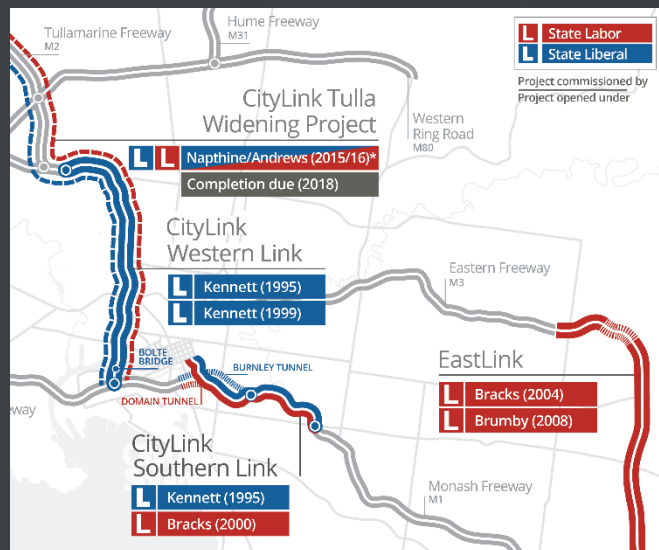 Tullamarine Freeway
M2
Hume Freeway
M31
L State Labor
L State Liberal
Project commissioned by
Project opened under
CityLink Tulla
Widening Project
L L Napthine/Andrews (2015/16)*
Completion due (2018)
Western
Ring Road
M80
CityLink
Western Link
L Kennett (1995)
L Kennett (1999)
Eastern Freeway
M3
BOLTE
BRIDGE
BURNLEY TUNNEL
EastLink
L Bracks (2004)
L Brumby (2008)
DOMAIN TUNNEL
CityLink
Southern Link
L Kennett (1995)
L Bracks (2000)
Monash Freeway
M1